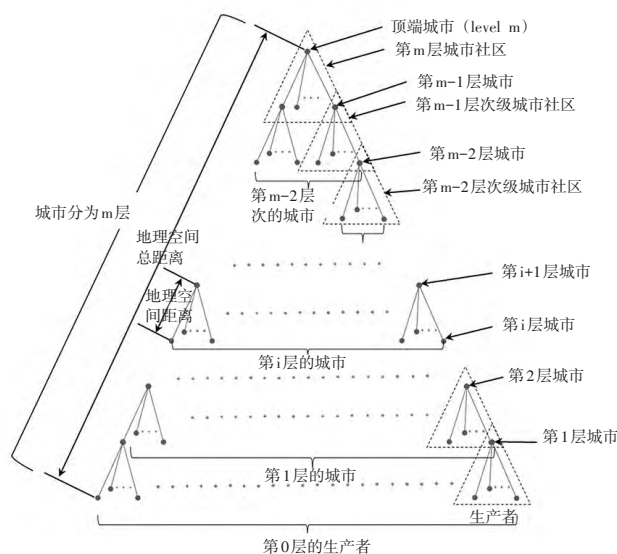 顶端城市（level m）
第m层城市社区
第m-1层城市
第m-1层次级城市社区
第m-2层城市
第m-2层次级城市社区
第m-2层
次的城市
城市分为m层
地理空间
总距离
地理空
间距离
第i+1层城市
第i层城市
第i层的城市
第2层城市
第1层城市
第1层的城市
生产者
第0层的生产者